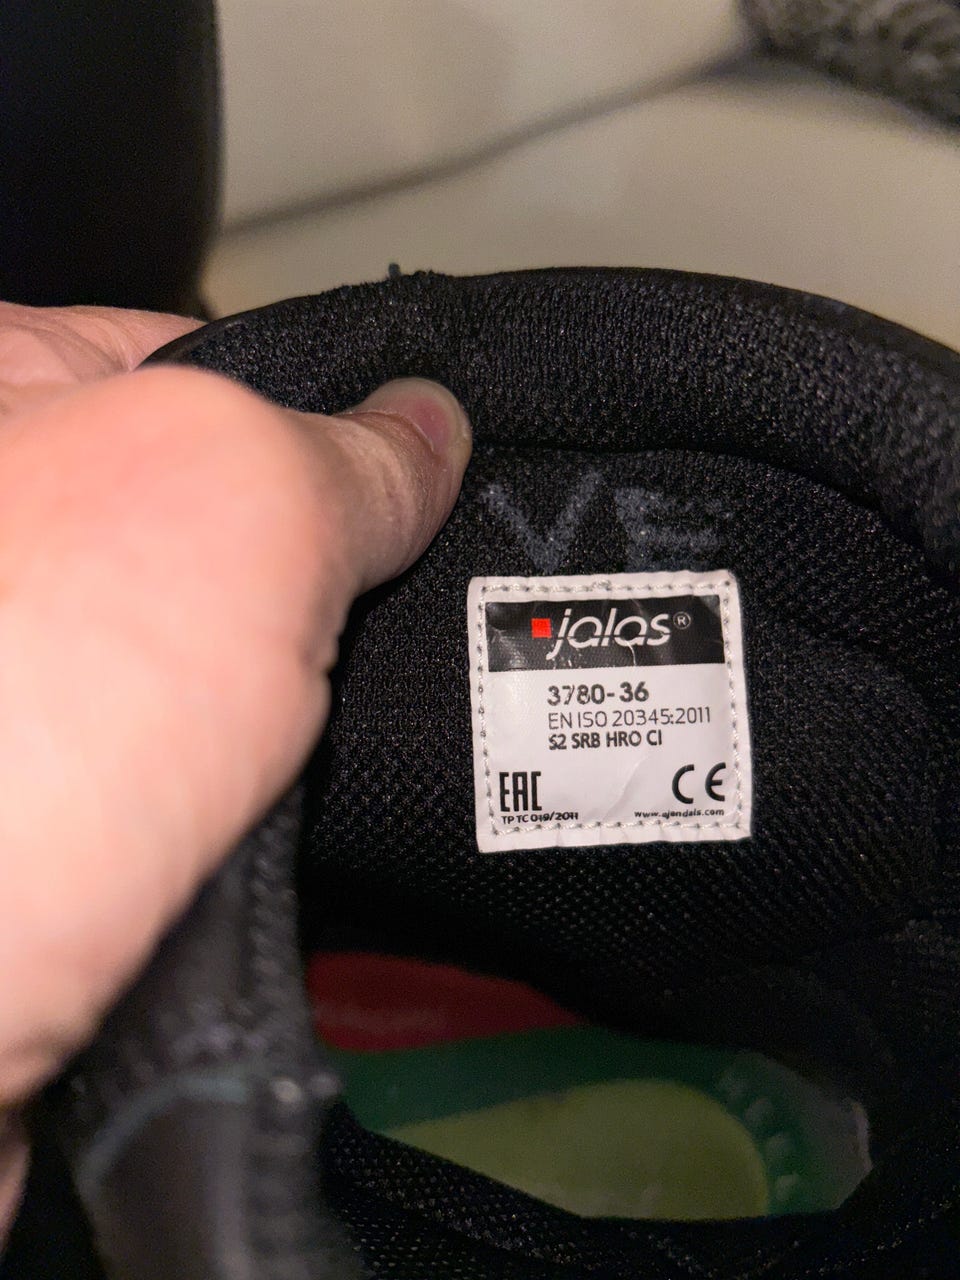 VE
jalas®
3780-36
EN ISO 20345:2011
S2 SRB HRO CI
EAC
CE
TP TC 019/2011
www.ejendals.com